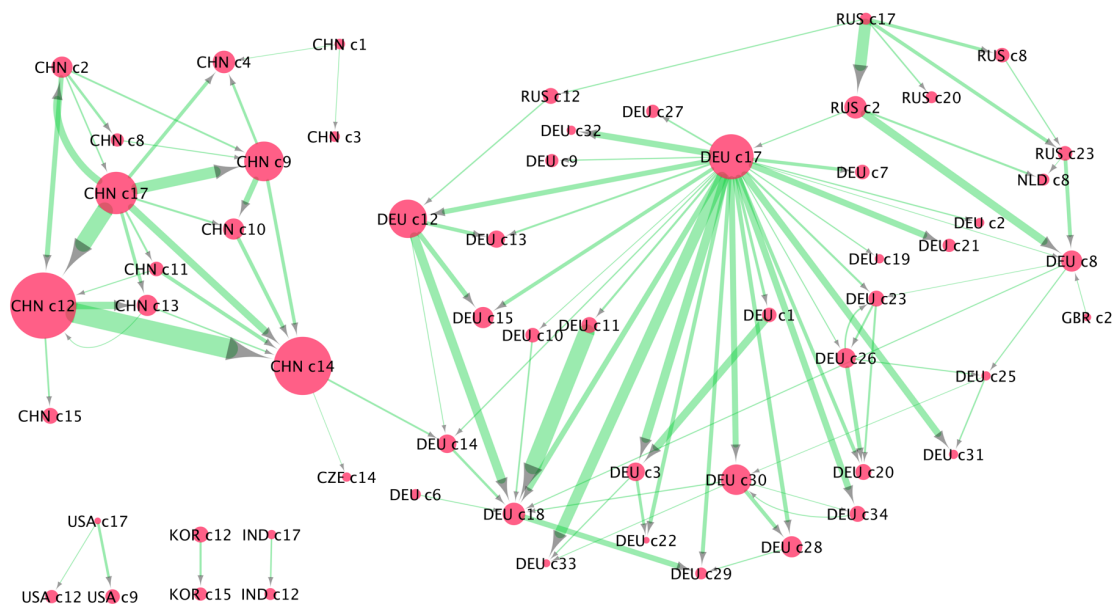 RUS c17
CHN c1
CHN c2
CHN c4
RUS c8
RUS c12
RUS c20
RUS c2
DEU c27
DEU c32
CHN c8
CHN c3
DEU c9
DEU c17
RUS c23
CHN c9
DEU c7
NLD c8
CHN c17
DEU c12
CHN c10
DEU c13
DEU c2
DEU c21
DEU c19
DEU c8
CHN c11
CHN c12
CHN c13
DEU c23
DEU c15
DEU c11
DEU c1
GBR c2
DEU c10
CHN c14
DEU c26
DEU c25
CHN c15
DEU c14
DEU c31
CZE c14
DEU c3
DEU c30
DEU c20
DEU c6
DEU c18
DEU c34
USA c17
KOR c12
IND c17
DEU c22
DEU c28
DEU c33
DEU c29
USA c12
USA c9
KOR c15
IND c12